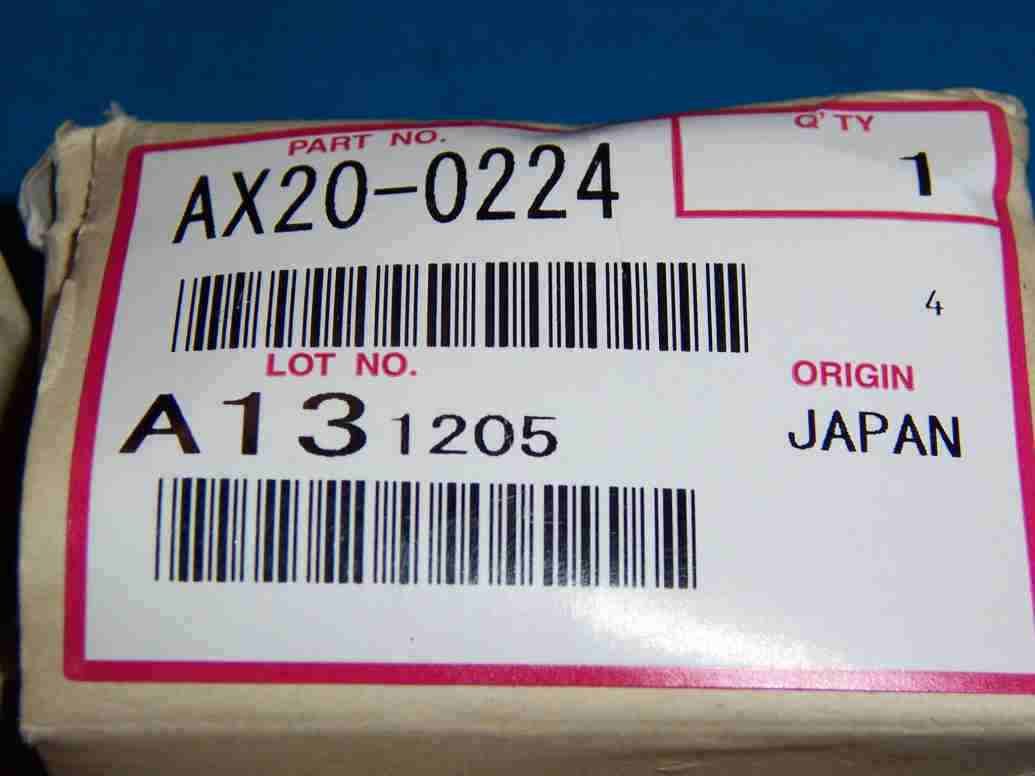 PART NO.
Q'TY
AX20-0224
1
4
LOT NO.
ORIGIN
A131205
JAPAN